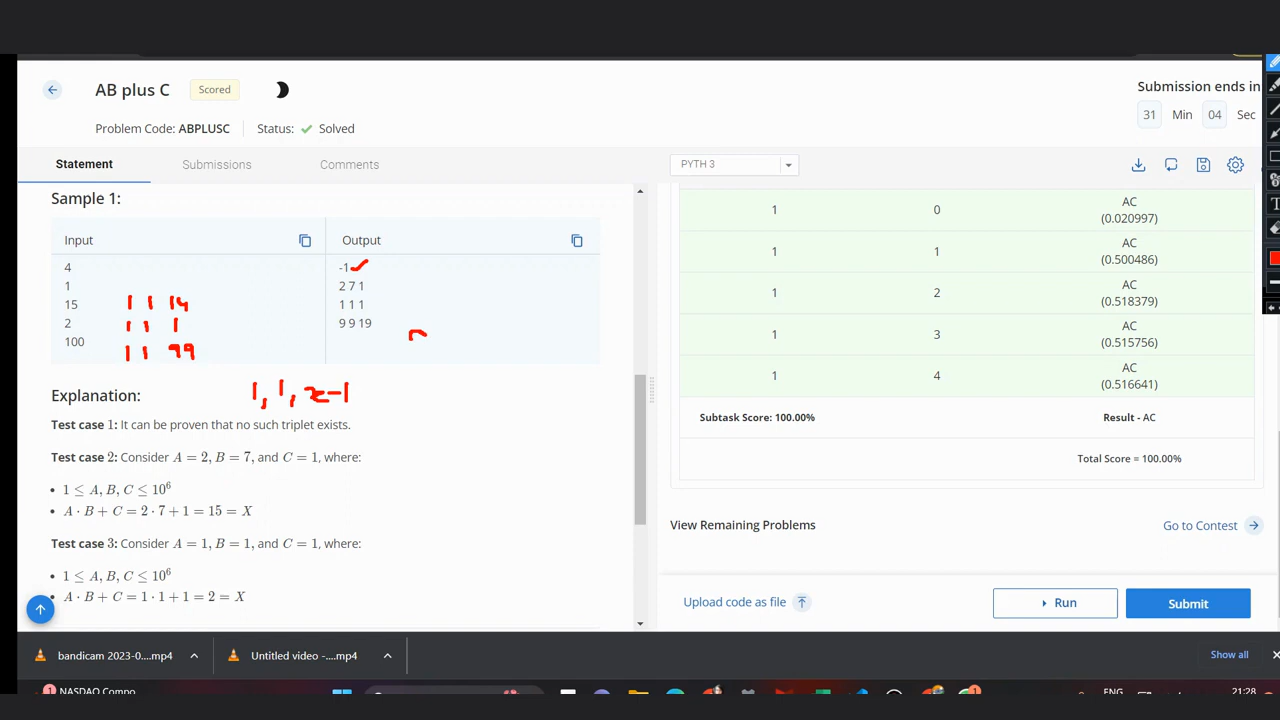 AB plus C
Scored
Problem Code: ABPLUSC
Status: Solved
Submission ends in
31 Min 04 Sec
Statement
Submissions
Comments
PYTH 3
Sample 1:
Input
Output
4
1
15
2
100
-1
2 7 1
1 1 1
9 9 19
1 1 14
1 1 1
1 1 99
1, 1, x-1
Explanation:
Test case 1: It can be proven that no such triplet exists.
Test case 2: Consider A = 2, B = 7, and C = 1, where:
• 1 ≤ A, B, C ≤ 10⁶
• A · B + C = 2 · 7 + 1 = 15 = X
Test case 3: Consider A = 1, B = 1, and C = 1, where:
• 1 ≤ A, B, C ≤ 10⁶
• A · B + C = 1 · 1 + 1 = 2 = X
1 0 AC (0.020997)
1 1 AC (0.500486)
1 2 AC (0.518379)
1 3 AC (0.515756)
1 4 AC (0.516641)
Subtask Score: 100.00%
Result - AC
Total Score = 100.00%
View Remaining Problems
Go to Contest
Upload code as file
Run
Submit
bandicam 2023-0....mp4
Untitled video -....mp4
Show all
NASDAQ Compo
1
1
ENG
21:28